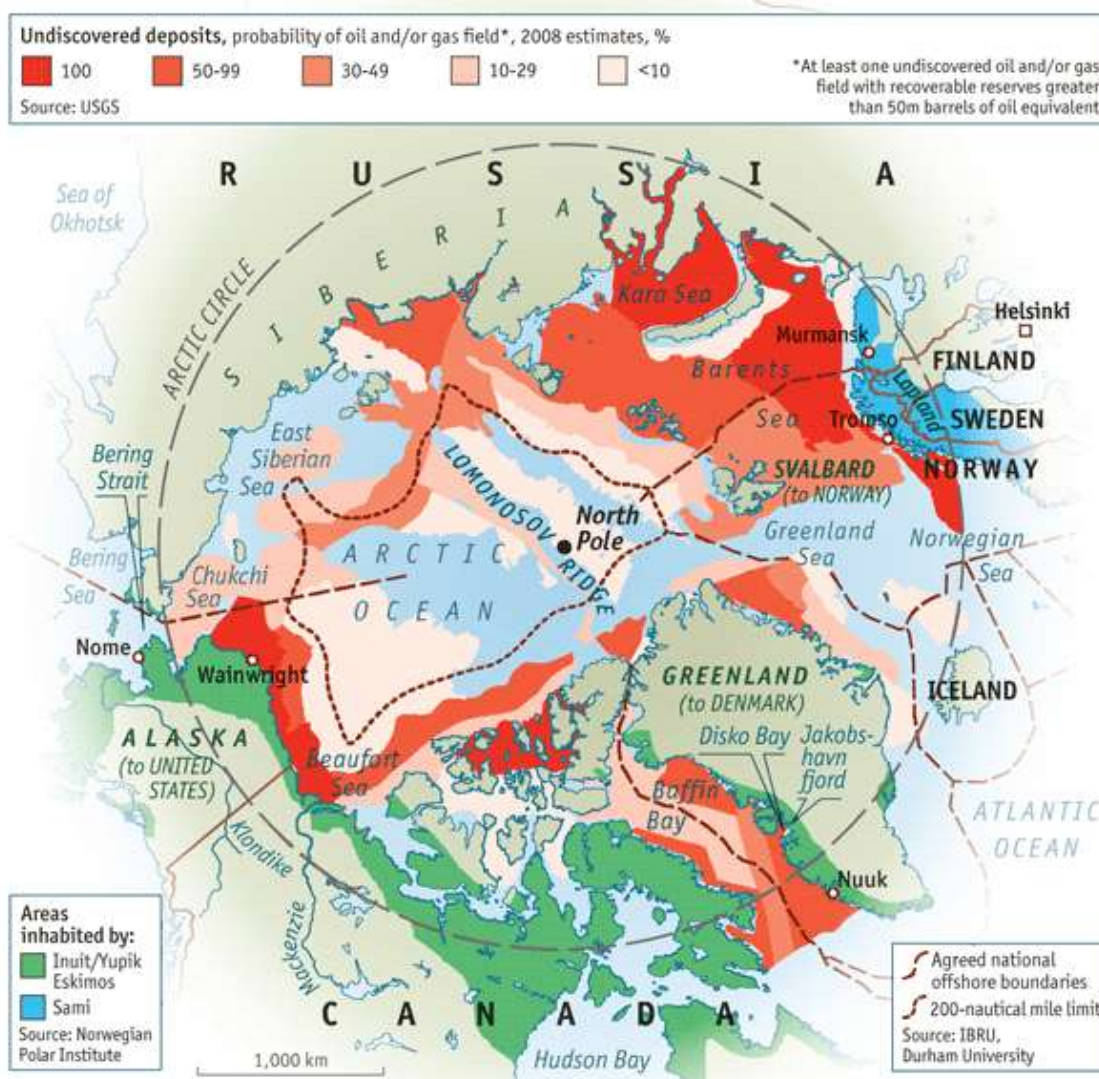 Undiscovered deposits, probability of oil and/or gas field*, 2008 estimates, %
100
50-99
30-49
10-29
<10
*At least one undiscovered oil and/or gas
field with recoverable reserves greater
than 50m barrels of oil equivalent
Source: USGS
RUSSIA
Sea of
Okhotsk
SIBERIA
ARCTIC CIRCLE
Kara Sea
Helsinki
Murmansk
FINLAND
Barents
Sea
Lapland
SWEDEN
Tromso
East
Siberian
Sea
Bering
Strait
LOMONOSOV RIDGE
SVALBARD
(to NORWAY)
NORWAY
North
Pole
Greenland
Sea
Norwegian
Sea
ARCTIC
OCEAN
Bering
Sea
Chukchi
Sea
Nome
Wainwright
GREENLAND
(to DENMARK)
ICELAND
Disko Bay
Jakobs-
havn
fjord
ALASKA
(to UNITED
STATES)
Beaufort
Sea
Baffin
Bay
ATLANTIC
OCEAN
Klondike
Nuuk
Mackenzie
Areas
inhabited by:
Inuit/Yupik
Eskimos
Sami
Source: Norwegian
Polar Institute
CANADA
1,000 km
Hudson Bay
Agreed national
offshore boundaries
200-nautical mile limit
Source: IBRU,
Durham University